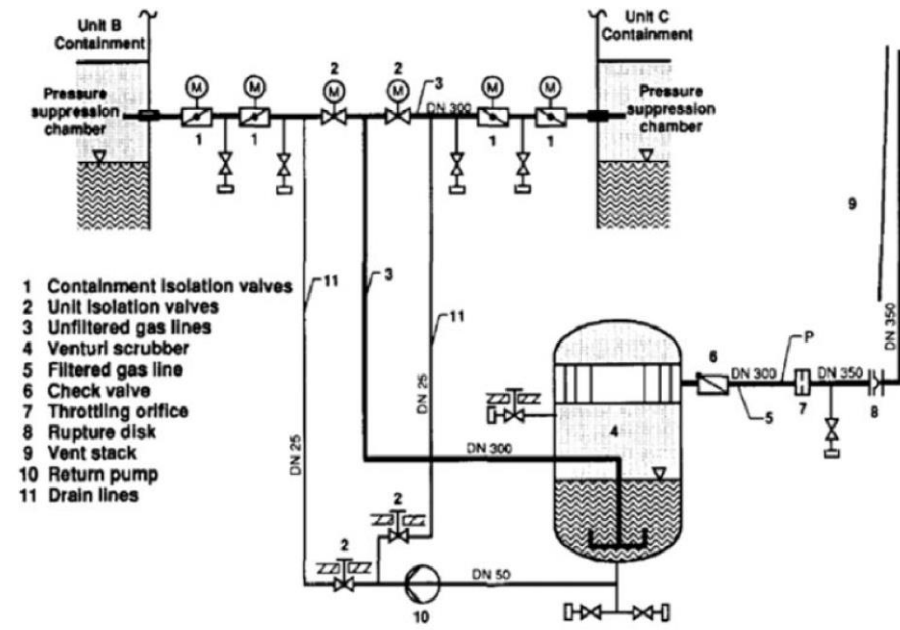 Unit B
Containment
Unit C
Containment
Pressure
suppression
chamber
Pressure
suppression
chamber
M
M
2
M
2
M
3
DN 300
M
M
1
1
1
1
9
1 Containment isolation valves
2 Unit isolation valves
3 Unfiltered gas lines
4 Venturi scrubber
5 Filtered gas line
6 Check valve
7 Throttling orifice
8 Rupture disk
9 Vent stack
10 Return pump
11 Drain lines
11
3
11
DN 25
DN 25
DN 300
4
6
DN 300
P
5
7
DN 350
8
DN 350
2
2
DN 50
10